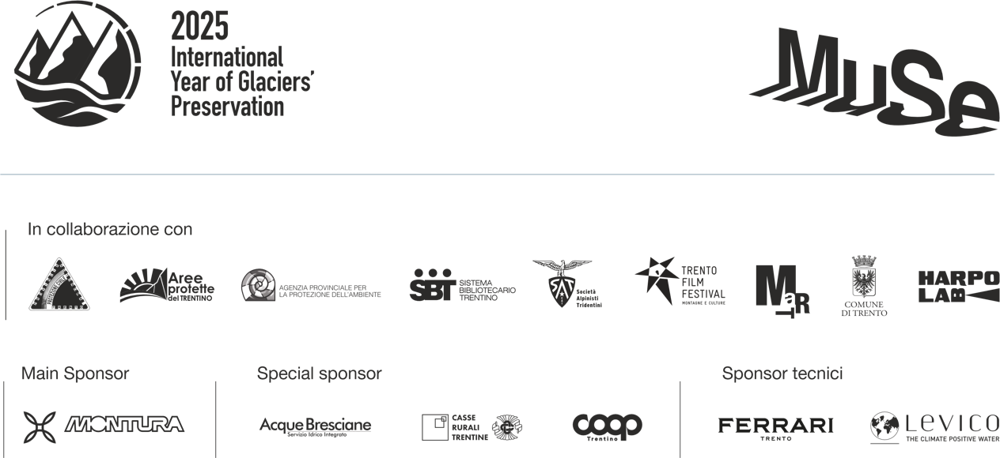 2025
International
Year of Glaciers’
Preservation
MUSe
In collaborazione con
PROTEZIONE CIVILE
Aree
protette
del TRENTINO
AGENZIA PROVINCIALE PER
LA PROTEZIONE DELL'AMBIENTE
SBT
SISTEMA
BIBLIOTECARIO
TRENTINO
SAT
Società
Alpinisti
Tridentini
TRENTO
FILM
FESTIVAL
MONTAGNE E CULTURE
MaRT
COMUNE
DI TRENTO
HARPO
LAB
Main Sponsor
Special sponsor
Sponsor tecnici
MONTURA
Acque Bresciane
Servizio Idrico Integrato
CASSE
RURALI
TRENTINE
coop
Trentino
FERRARI
TRENTO
Levico
THE CLIMATE POSITIVE WATER